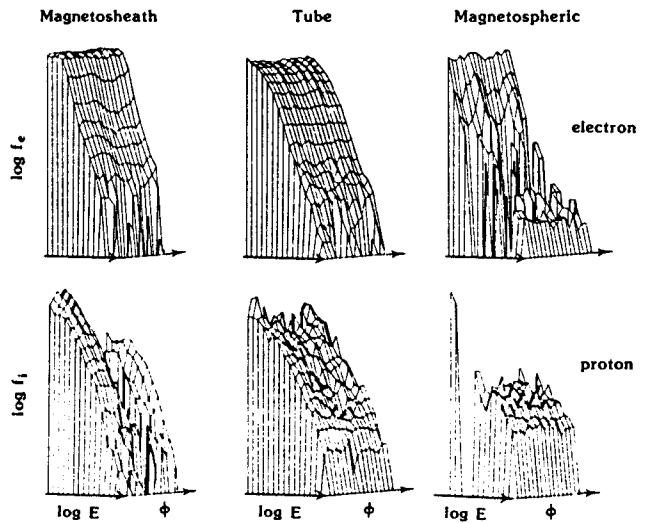 Magnetosheath Tube Magnetospheric
log fe
electron
log fi
proton
log E ϕ log E ϕ log E ϕ